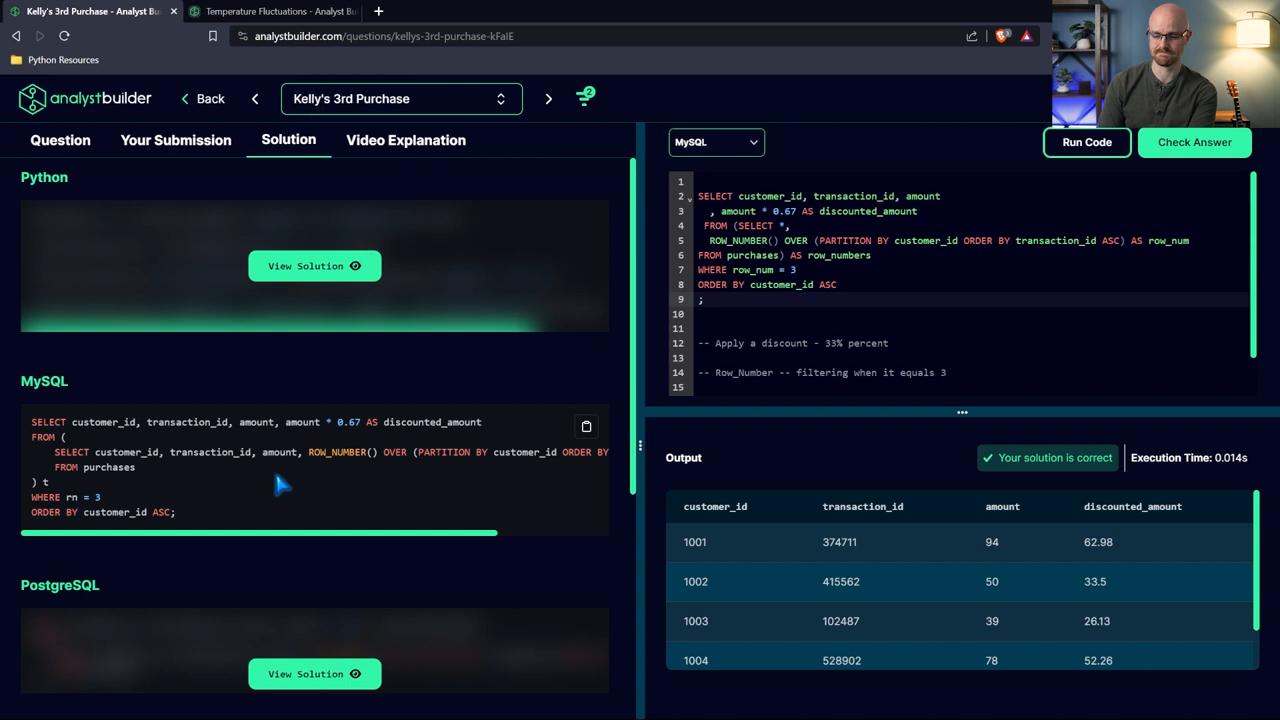 Kelly's 3rd Purchase - Analyst B
Temperature Fluctuations - Analyst Bu
analystbuilder.com/questions/kellys-3rd-purchase-kFaIE
Python Resources
analystbuilder
Back
Kelly's 3rd Purchase
2
Question
Your Submission
Solution
Video Explanation
Python
View Solution
MySQL
SELECT customer_id, transaction_id, amount, amount * 0.67 AS discounted_amount
FROM (
SELECT customer_id, transaction_id, amount, ROW_NUMBER() OVER (PARTITION BY customer_id ORDER BY
FROM purchases
) t
WHERE rn = 3
ORDER BY customer_id ASC;
PostgreSQL
View Solution
MySQL
Run Code
Check Answer
1
2 SELECT customer_id, transaction_id, amount
3 , amount * 0.67 AS discounted_amount
4 FROM (SELECT *,
5 ROW_NUMBER() OVER (PARTITION BY customer_id ORDER BY transaction_id ASC) AS row_num
6 FROM purchases) AS row_numbers
7 WHERE row_num = 3
8 ORDER BY customer_id ASC
9 ;
10
11
12 -- Apply a discount - 33% percent
13
14 -- Row_Number -- filtering when it equals 3
15
Output
Your solution is correct
Execution Time: 0.014s
customer_id transaction_id amount discounted_amount
1001 374711 94 62.98
1002 415562 50 33.5
1003 102487 39 26.13
1004 528902 78 52.26